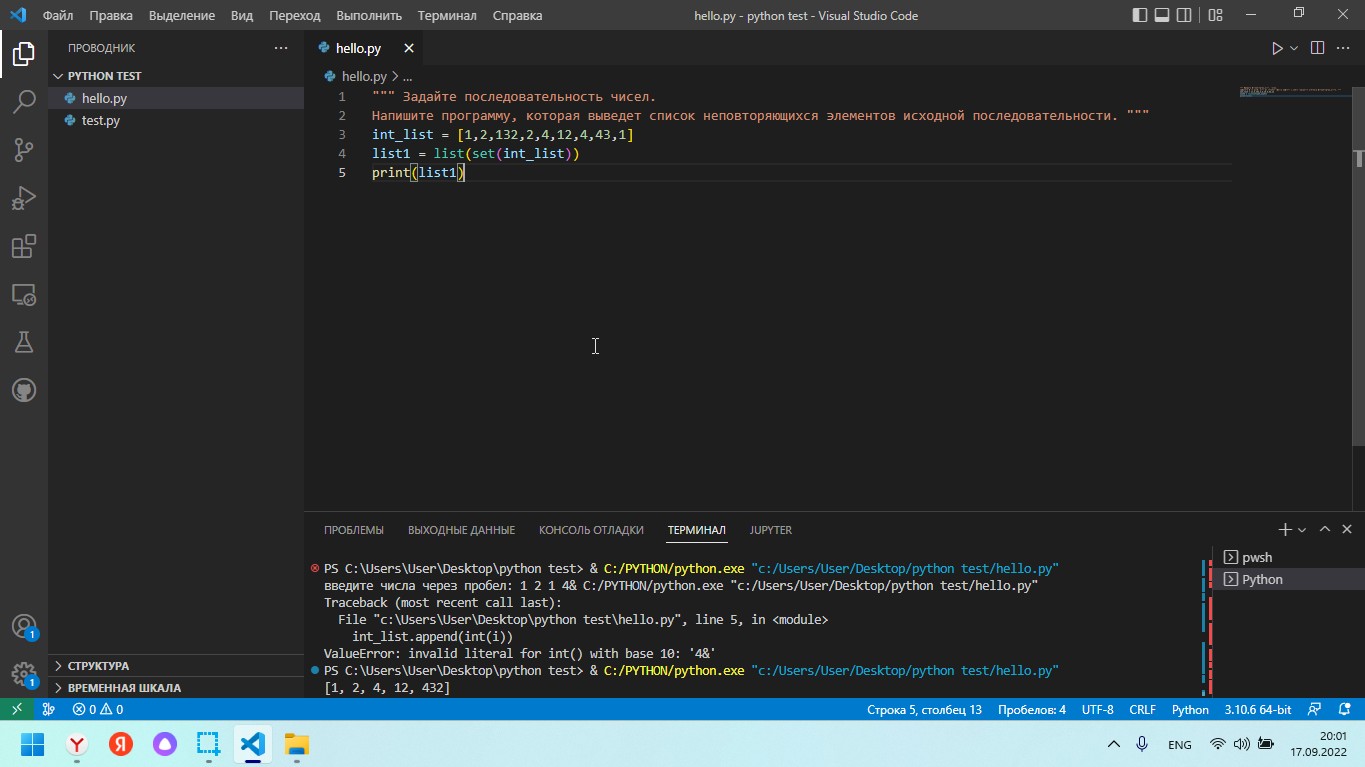 Файл Правка Выделение Вид Переход Выполнить Терминал Справка
hello.py - python test - Visual Studio Code
ПРОВОДНИК
PYTHON TEST
hello.py
test.py
СТРУКТУРА
ВРЕМЕННАЯ ШКАЛА
hello.py
hello.py > ...
1 """ Задайте последовательность чисел.
2 Напишите программу, которая выведет список неповторяющихся элементов исходной последовательности. """
3 int_list = [1,2,132,2,4,12,4,43,1]
4 list1 = list(set(int_list))
5 print(list1)
ПРОБЛЕМЫ ВЫХОДНЫЕ ДАННЫЕ КОНСОЛЬ ОТЛАДКИ ТЕРМИНАЛ JUPYTER
PS C:\Users\User\Desktop\python test> & C:/PYTHON/python.exe "c:/Users/User/Desktop/python test/hello.py"
введите числа через пробел: 1 2 1 4& C:/PYTHON/python.exe "c:/Users/User/Desktop/python test/hello.py"
Traceback (most recent call last):
File "c:\Users\User\Desktop\python test\hello.py", line 5, in <module>
int_list.append(int(i))
ValueError: invalid literal for int() with base 10: '4&'
PS C:\Users\User\Desktop\python test> & C:/PYTHON/python.exe "c:/Users/User/Desktop/python test/hello.py"
[1, 2, 4, 12, 432]
pwsh
Python
1
1
0 0
Строка 5, столбец 13 Пробелов: 4 UTF-8 CRLF Python 3.10.6 64-bit
Y
Я
ENG
20:01
17.09.2022